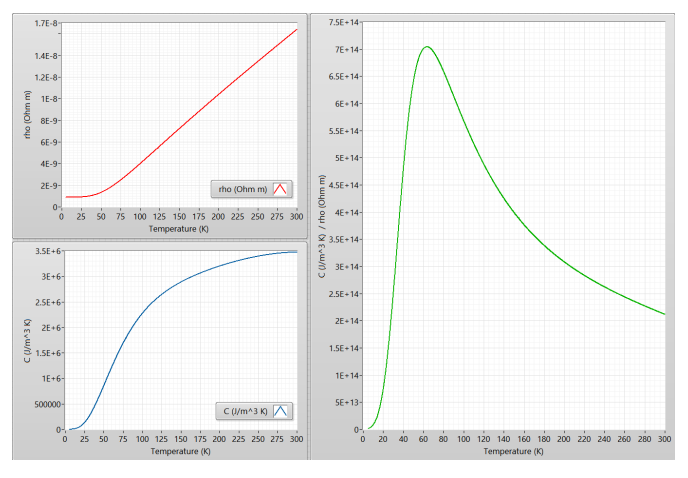 1.7E-8
1.4E-8
1.2E-8
1E-8
8E-9
6E-9
4E-9
2E-9
0
rho (Ohm m)
rho (Ohm m)
0 25 50 75 100 125 150 175 200 225 250 275 300
Temperature (K)
3.5E+6
3E+6
2.5E+6
2E+6
1.5E+6
1E+6
500000
0
C (J/m^3 K)
C (J/m^3 K)
0 25 50 75 100 125 150 175 200 225 250 275 300
Temperature (K)
7.5E+14
7E+14
6.5E+14
6E+14
5.5E+14
5E+14
4.5E+14
4E+14
3.5E+14
3E+14
2.5E+14
2E+14
1.5E+14
1E+14
5E+13
0
C (J/m^3 K) / rho (Ohm m)
0 20 40 60 80 100 120 140 160 180 200 220 240 260 280 300
Temperature (K)